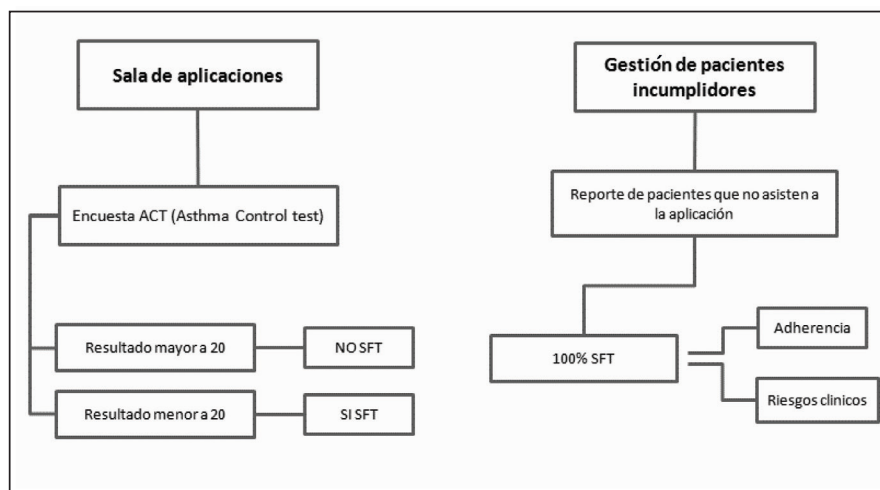 Sala de aplicaciones
Encuesta ACT (Asthma Control test)
Resultado mayor a 20
NO SFT
Resultado menor a 20
SI SFT
Gestión de pacientes
incumplidores
Reporte de pacientes que no asisten a
la aplicación
100% SFT
Adherencia
Riesgos clinicos